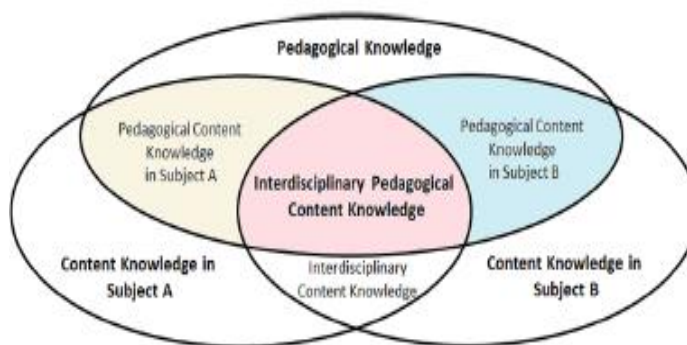 Pedagogical Knowledge
Pedagogical Content
Knowledge
in Subject A
Pedagogical Content
Knowledge
in Subject B
Interdisciplinary Pedagogical
Content Knowledge
Content Knowledge in
Subject A
Interdisciplinary
Content Knowledge
Content Knowledge in
Subject B